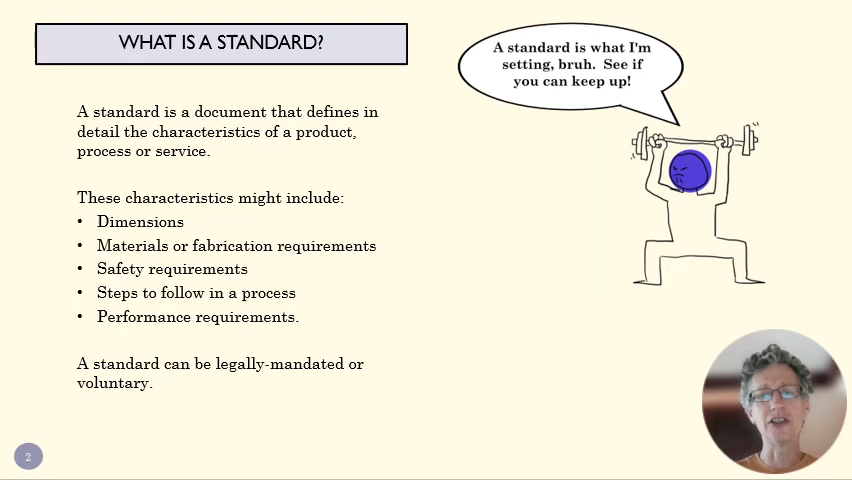 WHAT IS A STANDARD?
A standard is what I'm
setting, bruh.  See if
you can keep up!
A standard is a document that defines in
detail the characteristics of a product,
process or service.
These characteristics might include:
• Dimensions
• Materials or fabrication requirements
• Safety requirements
• Steps to follow in a process
• Performance requirements.
A standard can be legally-mandated or
voluntary.
2